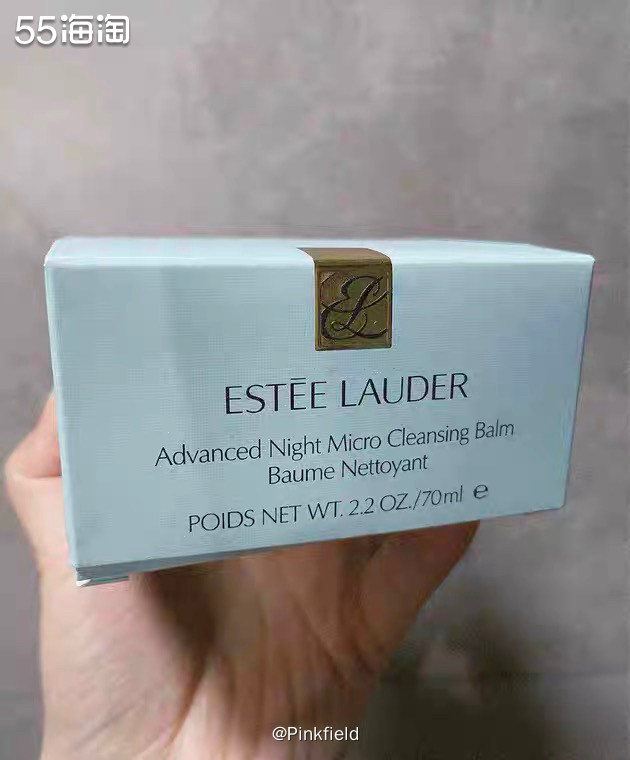 55海淘
EL
ESTĒE LAUDER
Advanced Night Micro Cleansing Balm
Baume Nettoyant
POIDS NET WT. 2.2 OZ./70ml ℮
@Pinkfield